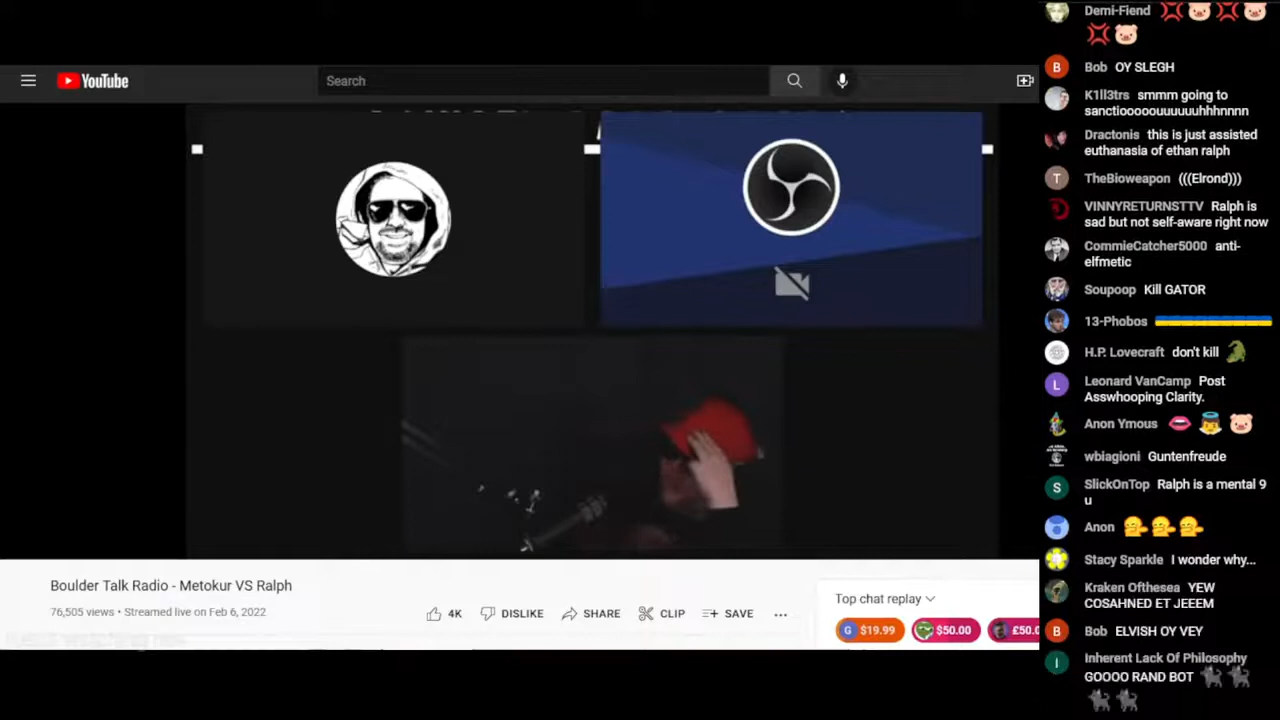 YouTube
Search
Boulder Talk Radio - Metokur VS Ralph
76,505 views • Streamed live on Feb 6, 2022
4K
DISLIKE
SHARE
CLIP
SAVE
Top chat replay
G $19.99
$50.00
£50.0
Demi-Fiend 💢🐷💢🐷
💢🐷
B Bob OY SLEGH
K1ll3trs smmm going to
sanctiooooouuuuuhhhnnnn
Dractonis this is just assisted
euthanasia of ethan ralph
T TheBioweapon (((Elrond)))
VINNYRETURNSTTV Ralph is
sad but not self-aware right now
CommieCatcher5000 anti-
elfmetic
Soupoop Kill GATOR
13-Phobos
H.P. Lovecraft don't kill 🐊
L Leonard VanCamp Post
Asswhooping Clarity.
Anon Ymous 👄 👼 🐷
wbiagioni Guntenfreude
S SlickOnTop Ralph is a mental 9
u
Anon
Stacy Sparkle I wonder why...
Kraken Ofthesea YEW
COSAHNED ET JEEEM
B Bob ELVISH OY VEY
I Inherent Lack Of Philosophy
GOOOO RAND BOT 🐈‍⬛🐈‍⬛
🐈‍⬛🐈‍⬛